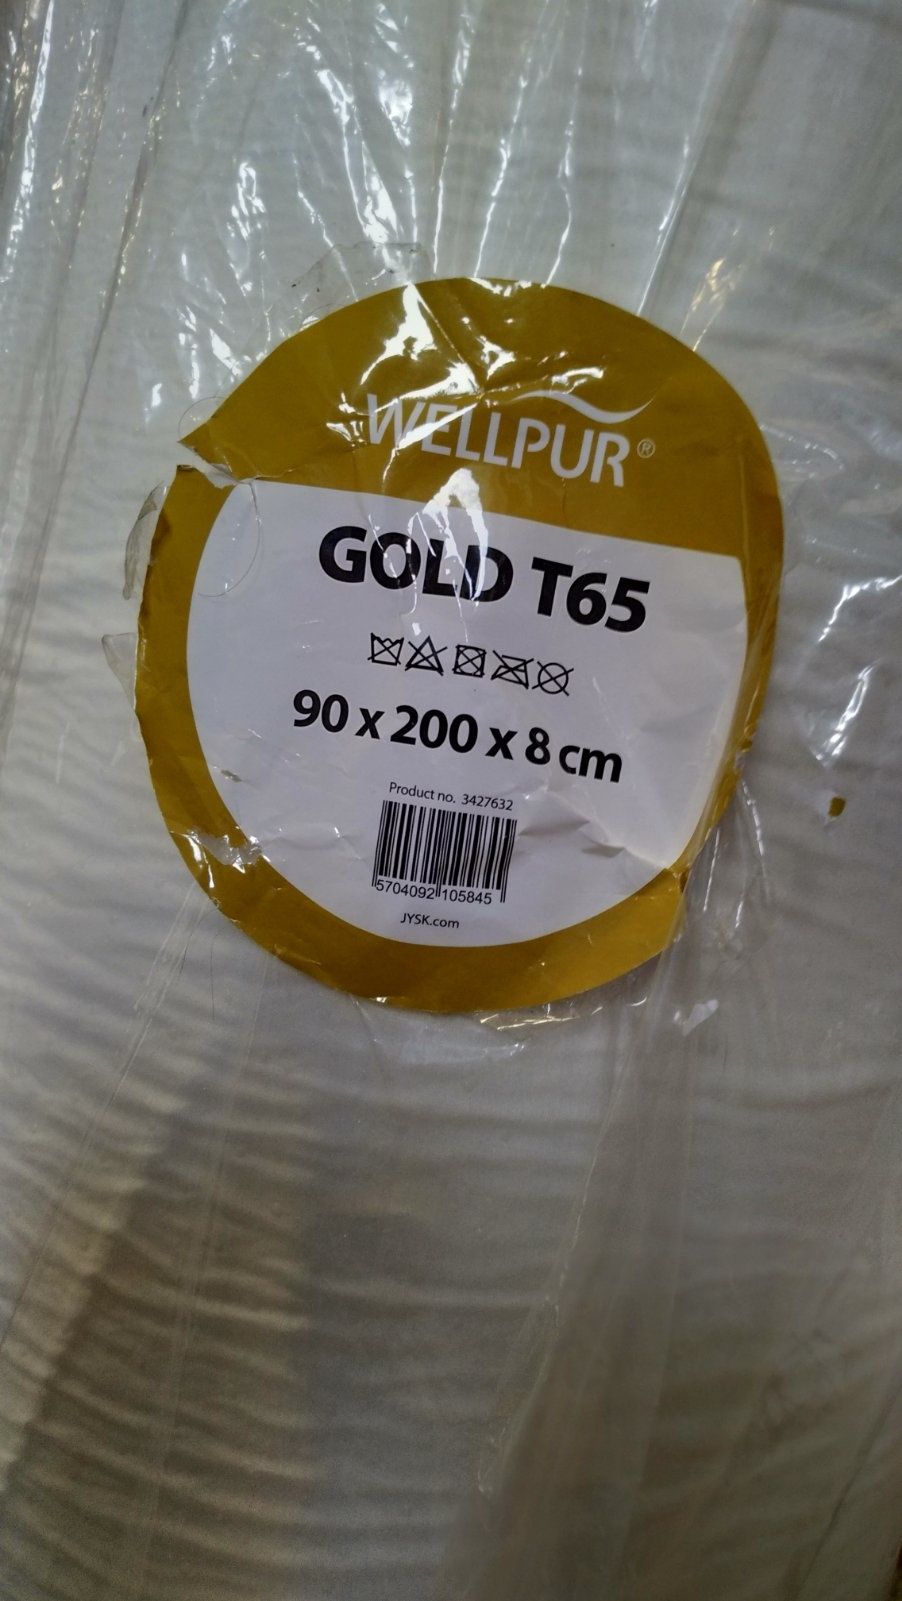 WELLPUR®
GOLD T65
90 x 200 x 8 cm
Product no. 3427632
5704092 105845
JYSK.com